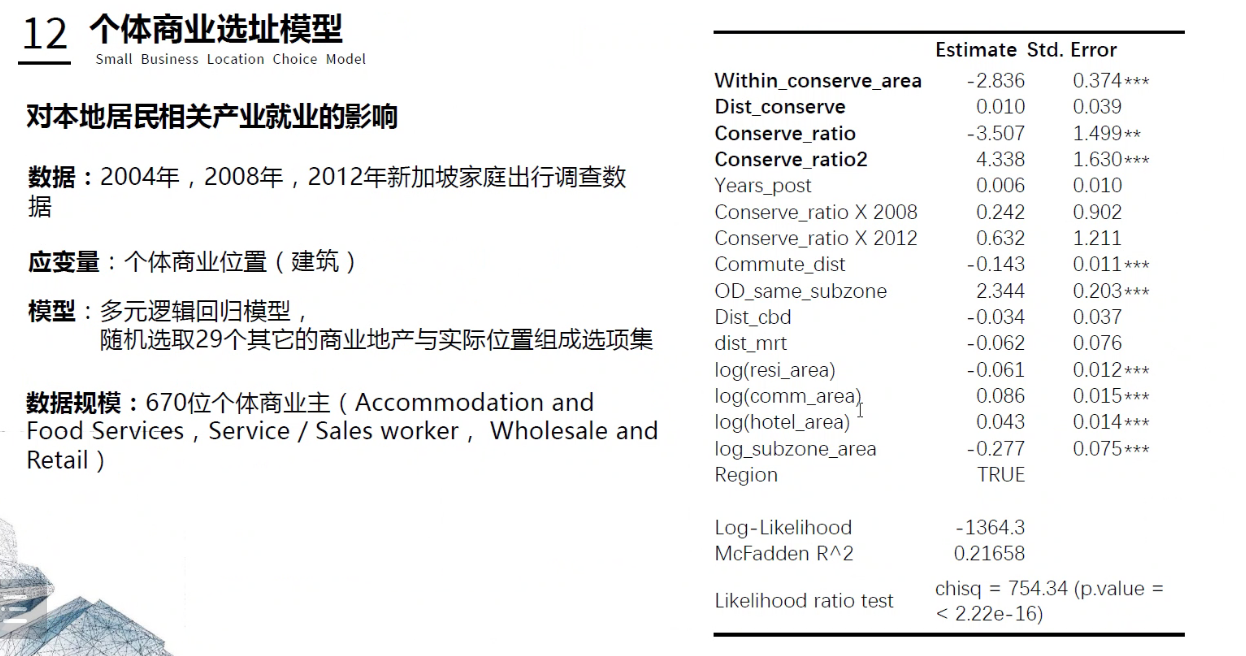 12 个体商业选址模型
Small Business Location Choice Model
对本地居民相关产业就业的影响
数据：2004年，2008年，2012年新加坡家庭出行调查数
据
应变量：个体商业位置（建筑）
模型：多元逻辑回归模型，
随机选取29个其它的商业地产与实际位置组成选项集
数据规模：670位个体商业主（Accommodation and
Food Services，Service / Sales worker， Wholesale and
Retail）
Estimate Std. Error
Within_conserve_area -2.836 0.374***
Dist_conserve 0.010 0.039
Conserve_ratio -3.507 1.499**
Conserve_ratio2 4.338 1.630***
Years_post 0.006 0.010
Conserve_ratio X 2008 0.242 0.902
Conserve_ratio X 2012 0.632 1.211
Commute_dist -0.143 0.011***
OD_same_subzone 2.344 0.203***
Dist_cbd -0.034 0.037
dist_mrt -0.062 0.076
log(resi_area) -0.061 0.012***
log(comm_area) 0.086 0.015***
log(hotel_area) 0.043 0.014***
log_subzone_area -0.277 0.075***
Region TRUE
Log-Likelihood -1364.3
McFadden R^2 0.21658
Likelihood ratio test chisq = 754.34 (p.value =
< 2.22e-16)